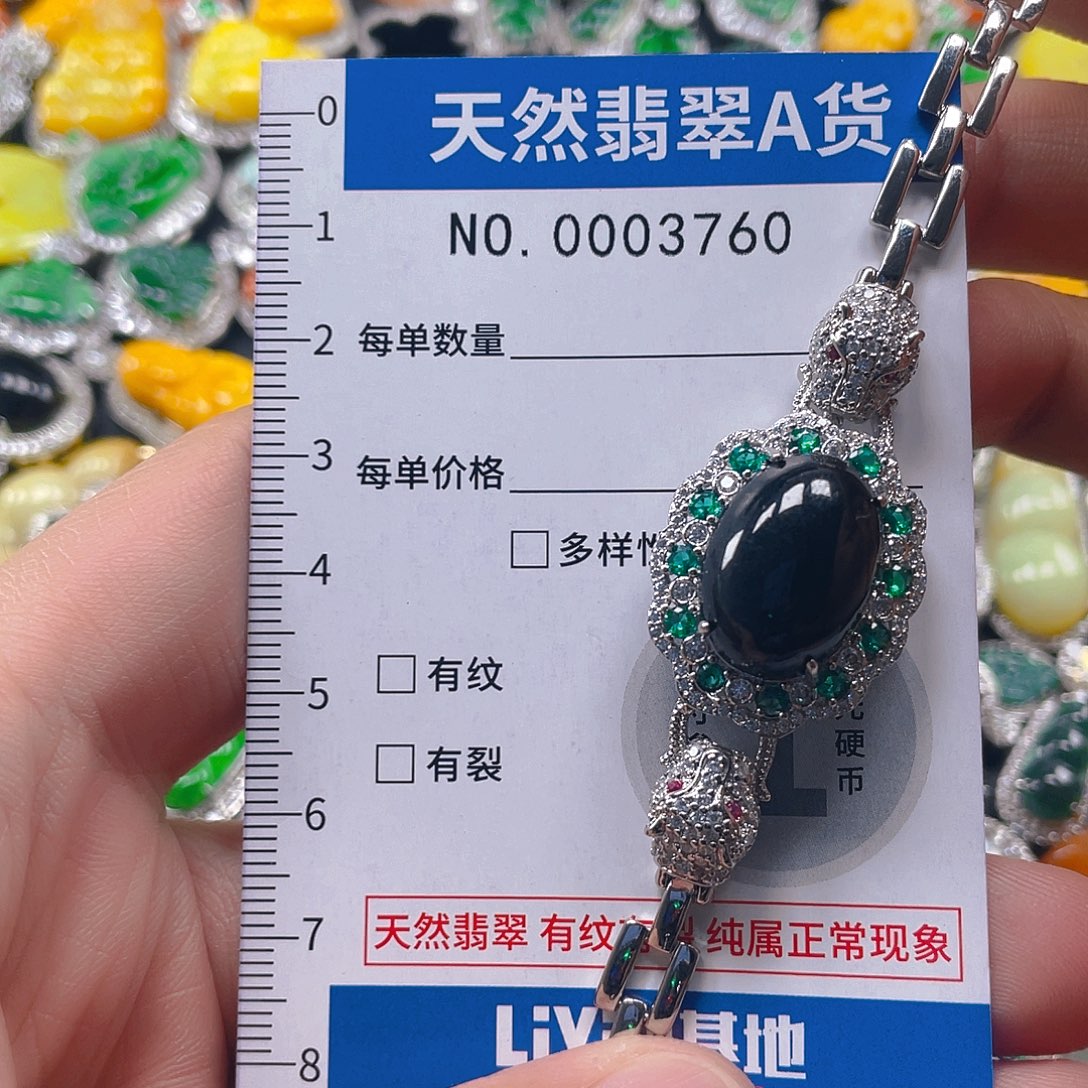 天然翡翠A货
NO. 0003760
0
1
2
3
4
5
6
7
8
每单数量
每单价格
多样
有纹
有裂
硬
币
天然翡翠 有纹 纯属正常现象
基地